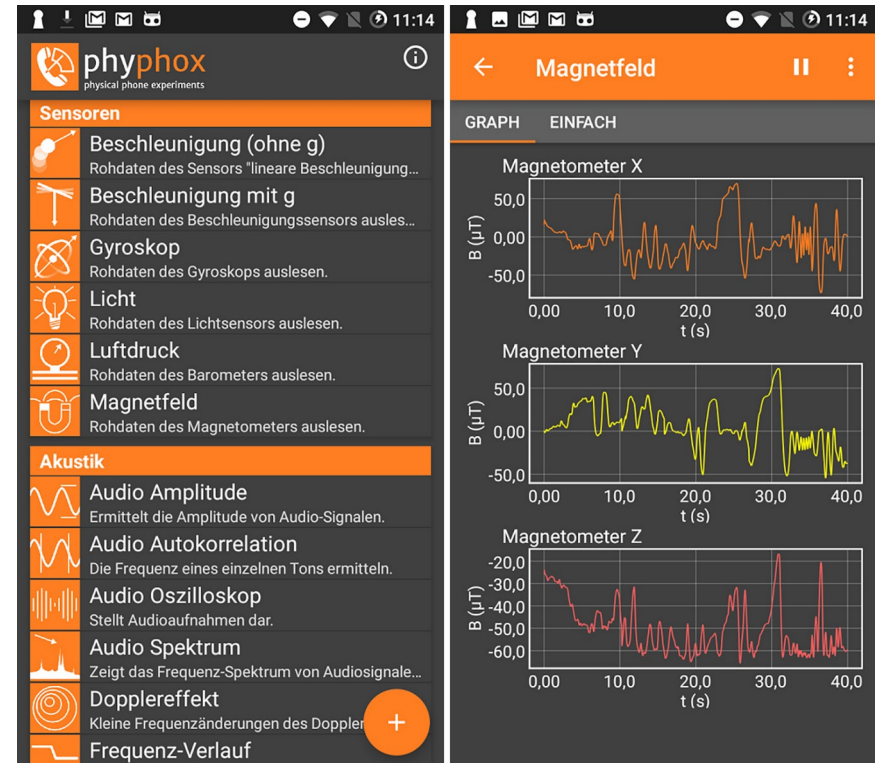 11:14
phyphox
physical phone experiments
Sensoren
Beschleunigung (ohne g)
Rohdaten des Sensors "lineare Beschleunigung...
Beschleunigung mit g
Rohdaten des Beschleunigungssensors ausles...
Gyroskop
Rohdaten des Gyroskops auslesen.
Licht
Rohdaten des Lichtsensors auslesen.
Luftdruck
Rohdaten des Barometers auslesen.
Magnetfeld
Rohdaten des Magnetometers auslesen.
Akustik
Audio Amplitude
Ermittelt die Amplitude von Audio-Signalen.
Audio Autokorrelation
Die Frequenz eines einzelnen Tons ermitteln.
Audio Oszilloskop
Stellt Audioaufnahmen dar.
Audio Spektrum
Zeigt das Frequenz-Spektrum von Audiosignale...
Dopplereffekt
Kleine Frequenzänderungen des Doppler
Frequenz-Verlauf
+
11:14
Magnetfeld
GRAPH EINFACH
Magnetometer X
B (µT)
50,0
0,00
-50,0
0,00 10,0 20,0 30,0 40,0
t (s)
Magnetometer Y
B (µT)
50,0
0,00
-50,0
0,00 10,0 20,0 30,0 40,0
t (s)
Magnetometer Z
B (µT)
-20,0
-30,0
-40,0
-50,0
-60,0
0,00 10,0 20,0 30,0 40,0
t (s)